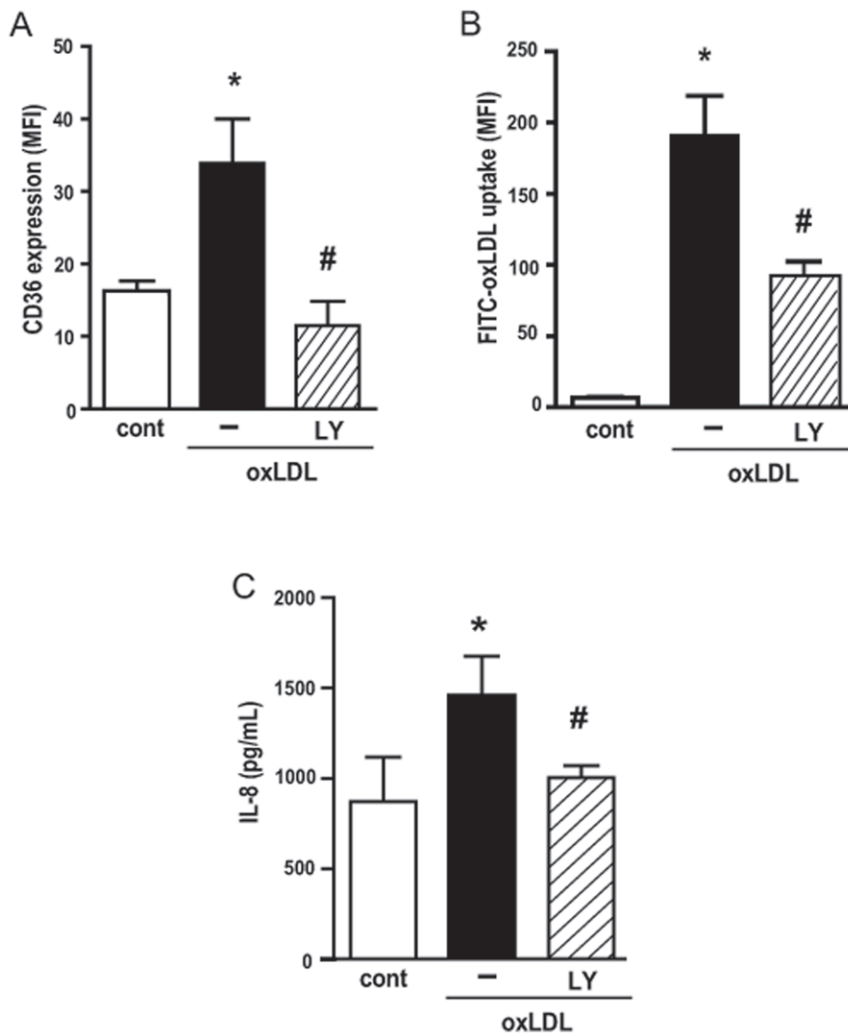 A
CD36 expression (MFI)
50
40
30
20
10
0
*
#
cont
–
LY
oxLDL
B
FITC-oxLDL uptake (MFI)
250
200
150
100
50
0
*
#
cont
–
LY
oxLDL
C
IL-8 (pg/mL)
2000
1500
1000
500
0
*
#
cont
–
LY
oxLDL